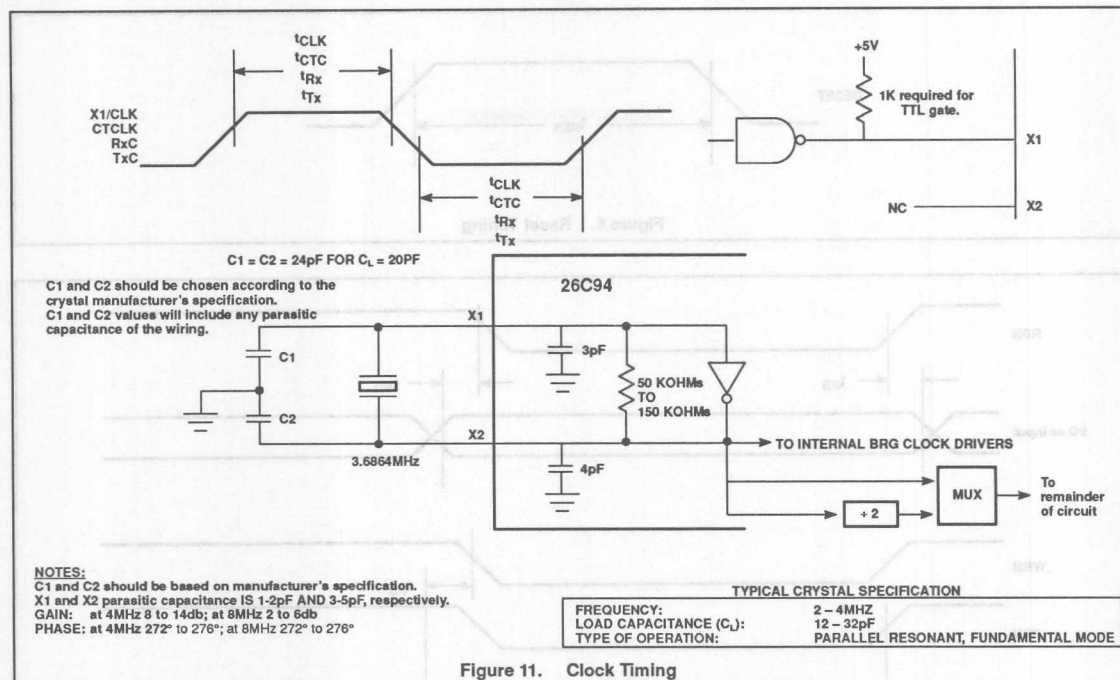 tCLK
tCTC
tRx
tTx
X1/CLK
CTCLK
RxC
TxC
tCLK
tCTC
tRx
tTx
+5V
1K required for
TTL gate.
X1
NC
X2
C1 = C2 = 24pF FOR CL = 20PF
C1 and C2 should be chosen according to the
crystal manufacturer's specification.
C1 and C2 values will include any parasitic
capacitance of the wiring.
26C94
X1
C1
3pF
50 KOHMs
TO
150 KOHMs
C2
X2
3.6864MHz
4pF
TO INTERNAL BRG CLOCK DRIVERS
÷ 2
MUX
To
remainder
of circuit
NOTES:
C1 and C2 should be based on manufacturer's specification.
X1 and X2 parasitic capacitance IS 1-2pF AND 3-5pF, respectively.
GAIN: at 4MHz 8 to 14db; at 8MHz 2 to 6db
PHASE: at 4MHz 272° to 276°; at 8MHz 272° to 276°
TYPICAL CRYSTAL SPECIFICATION
FREQUENCY: 2 – 4MHZ
LOAD CAPACITANCE (CL): 12 – 32pF
TYPE OF OPERATION: PARALLEL RESONANT, FUNDAMENTAL MODE
Figure 11. Clock Timing